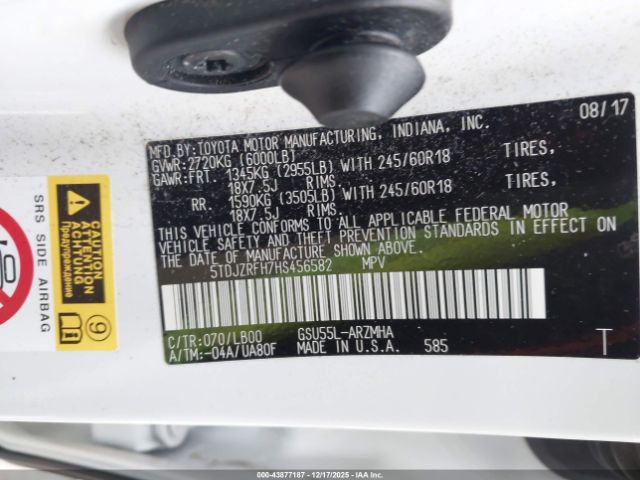 08/17
MFD. BY: TOYOTA MOTOR MANUFACTURING, INDIANA, INC.
GVWR: 2720KG (6000LB)
GAWR: FRT. 1345KG (2955LB) WITH 245/60R18 TIRES,
18X7.5J RIMS,
RR. 1590KG (3505LB) WITH 245/60R18 TIRES,
18X7.5J RIMS,
THIS VEHICLE CONFORMS TO ALL APPLICABLE FEDERAL MOTOR
VEHICLE SAFETY AND THEFT PREVENTION STANDARDS IN EFFECT ON
THE DATE OF MANUFACTURE SHOWN ABOVE.
5TDJZRFH7HS456582 MPV
C/TR: 070/LB00 GSU55L-ARZMHA
A/TM: -04A/UA80F MADE IN U.S.A. 585
T
CAUTION
ATTENTION
ACHTUNG
Предупреждение
SRS SIDE AIRBAG
9
000-43877187 - 12/17/2025 - IAA